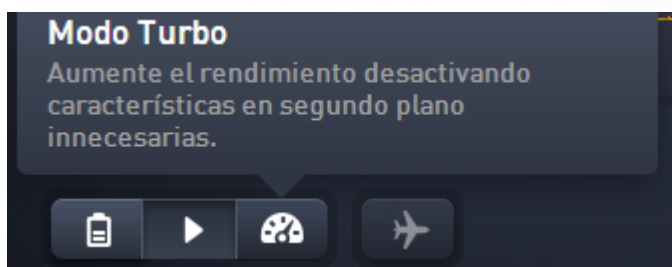 Modo Turbo
Aumente el rendimiento desactivando
características en segundo plano
innecesarias.